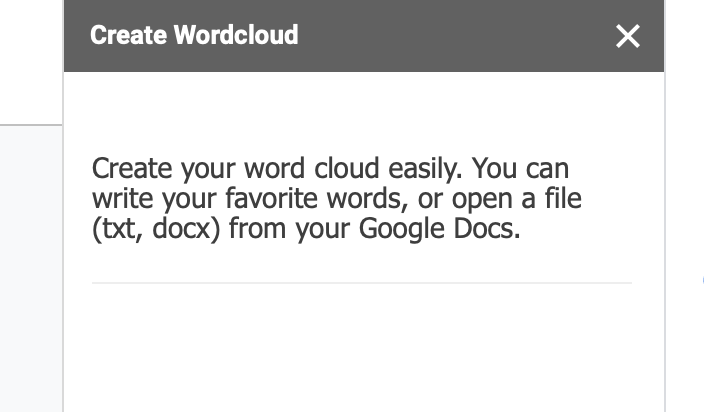 Create Wordcloud
Create your word cloud easily. You can
write your favorite words, or open a file
(txt, docx) from your Google Docs.